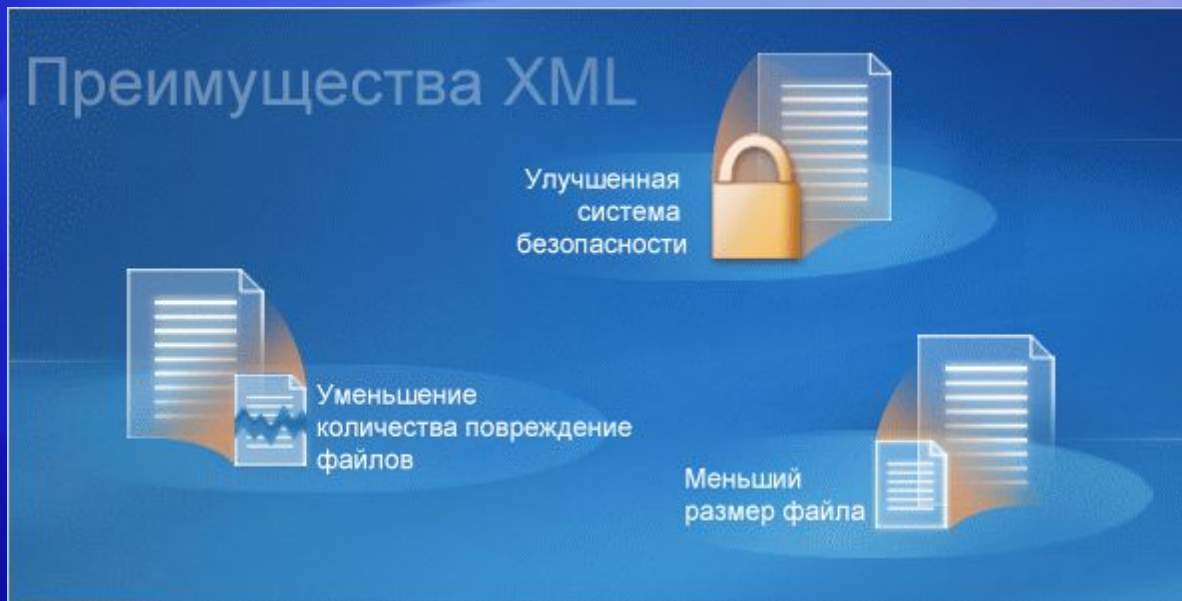 Преимущества XML
Улучшенная
система
безопасности
Уменьшение
количества повреждение
файлов
Меньший
размер файла